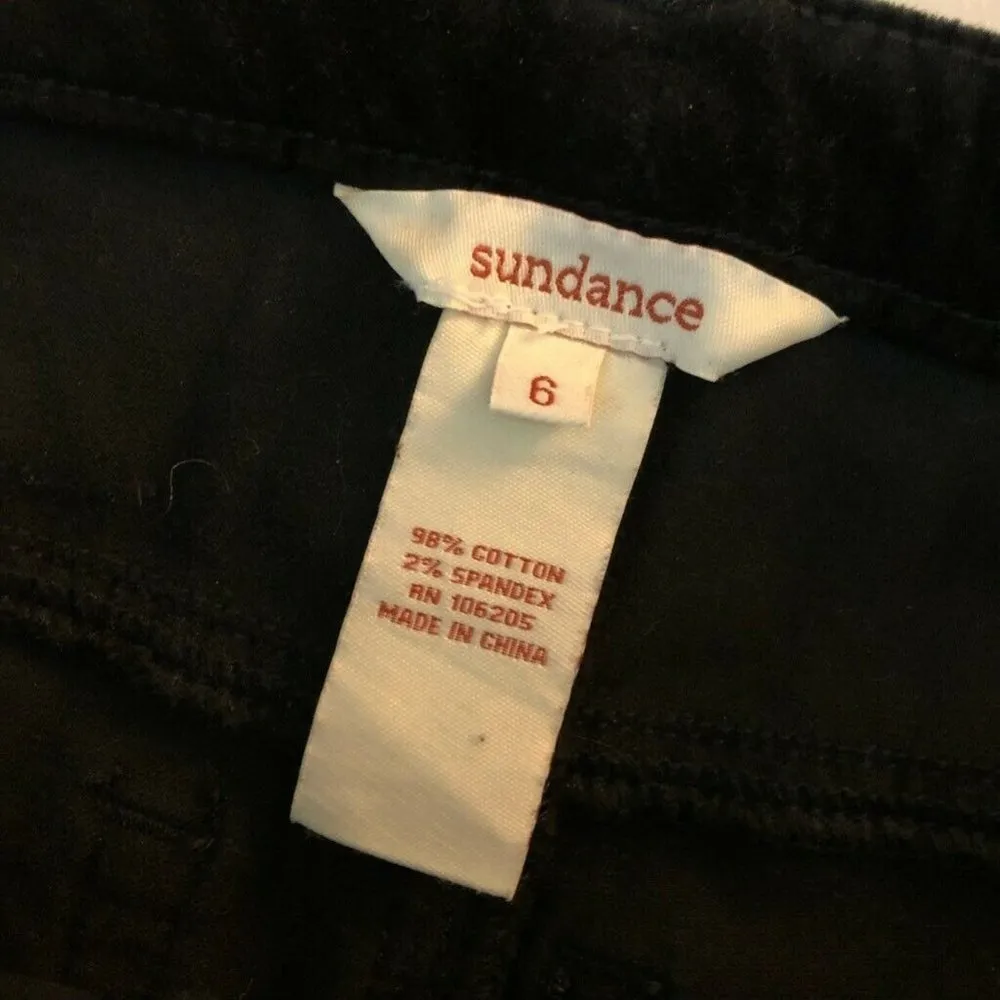 sundance
6
98% COTTON
2% SPANDEX
RN 106205
MADE IN CHINA